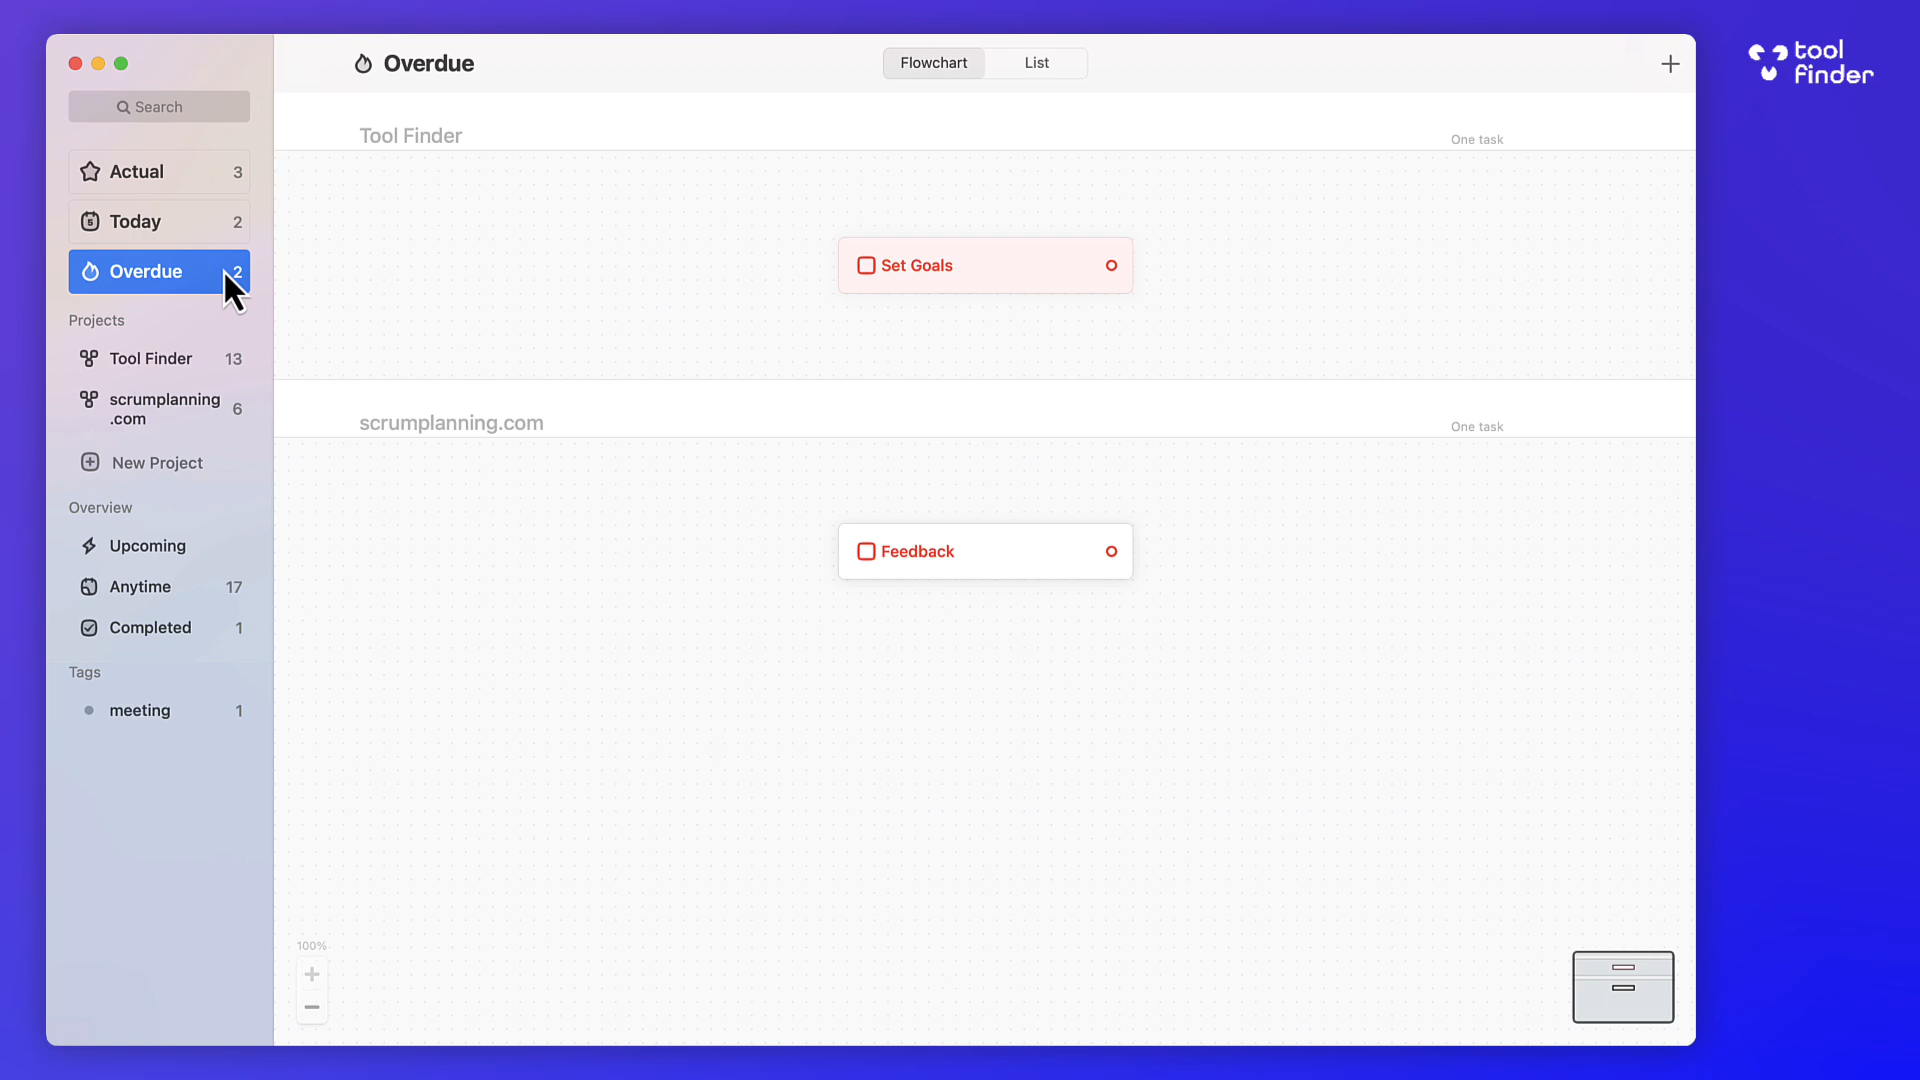 Search
Actual 3
5
Today 2
Overdue 2
Projects
Tool Finder 13
scrumplanning
.com 6
New Project
Overview
Upcoming
Anytime 17
Completed 1
Tags
meeting 1
Overdue
Flowchart List
Tool Finder One task
Set Goals
scrumplanning.com One task
Feedback
100%
tool
finder